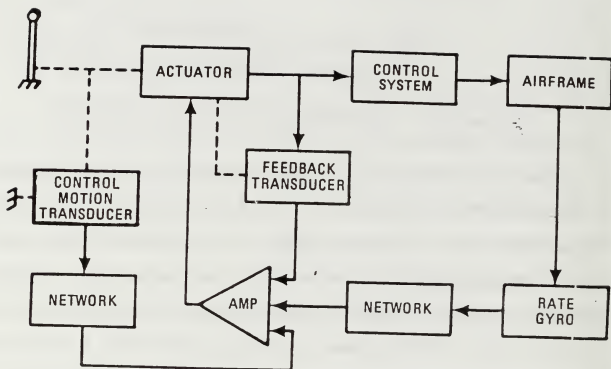 ACTUATOR
CONTROL
SYSTEM
AIRFRAME
FEEDBACK
TRANSDUCER
CONTROL
MOTION
TRANSDUCER
NETWORK
AMP
NETWORK
RATE
GYRO